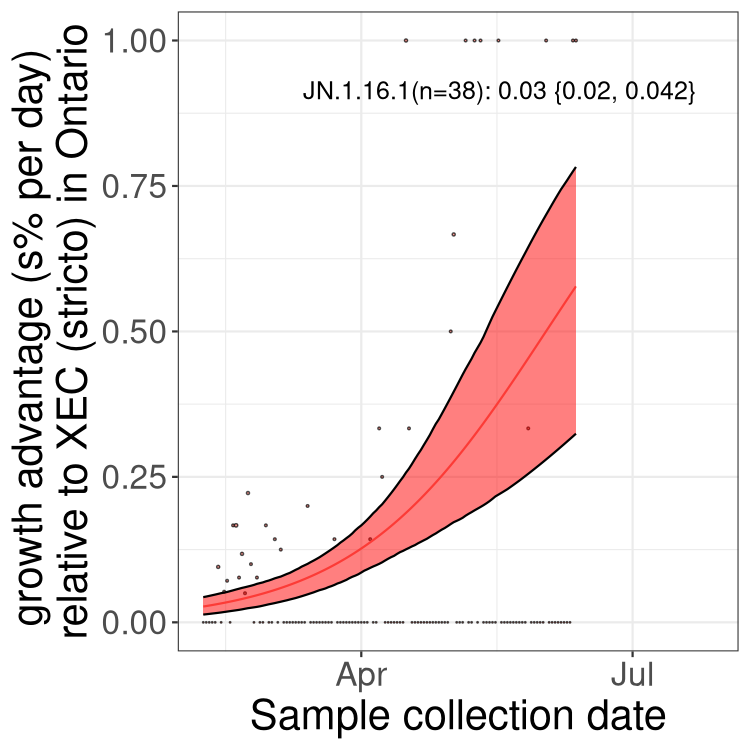 growth advantage (s% per day)
relative to XEC (stricto) in Ontario
1.00
0.75
0.50
0.25
0.00
JN.1.16.1(n=38): 0.03 {0.02, 0.042}
Apr
Jul
Sample collection date